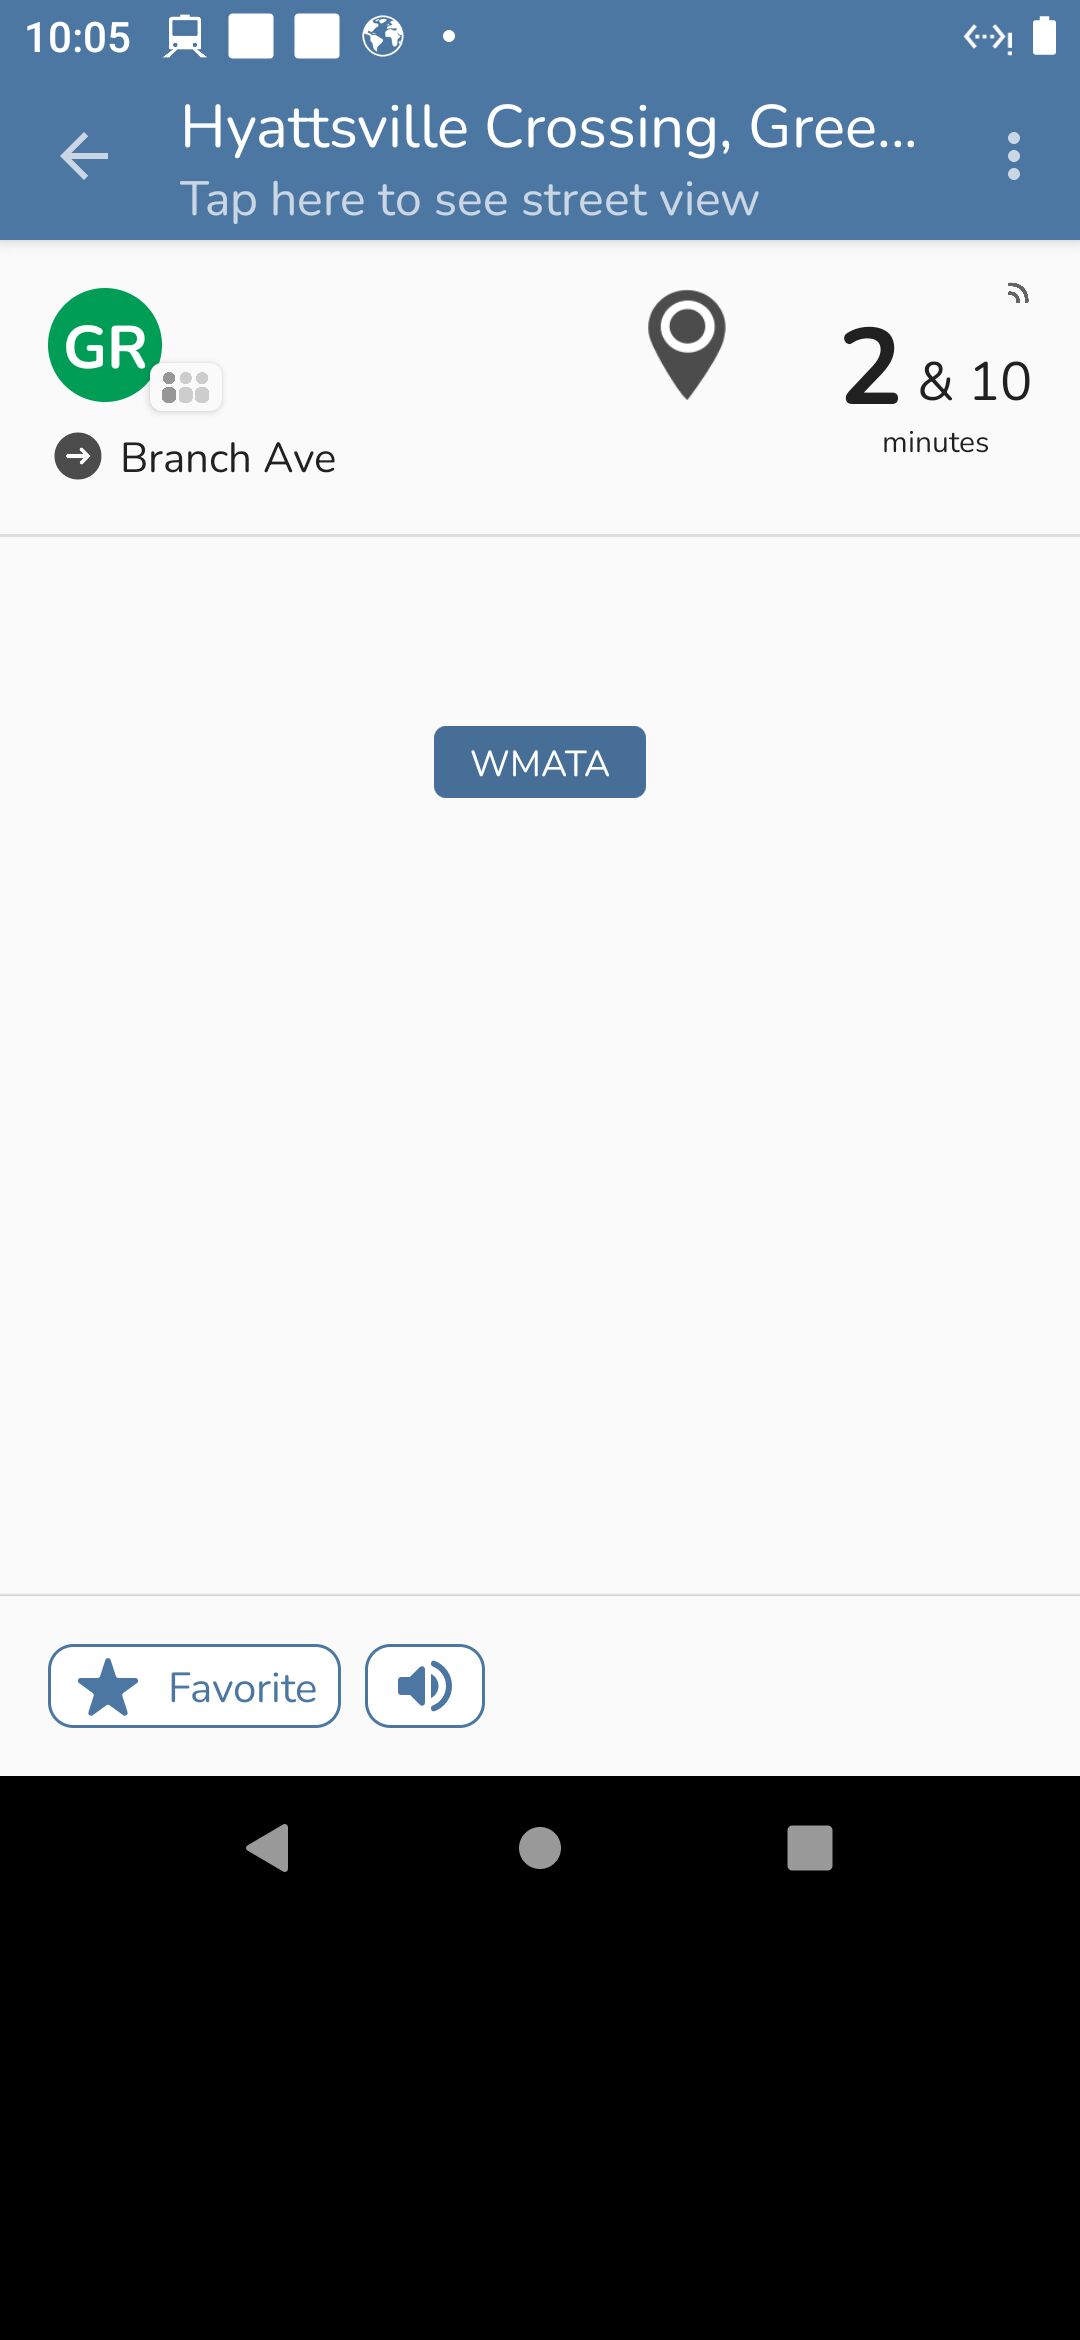 10:05
Hyattsville Crossing, Gree...
Tap here to see street view
GR
2 & 10
minutes
Branch Ave
WMATA
Favorite